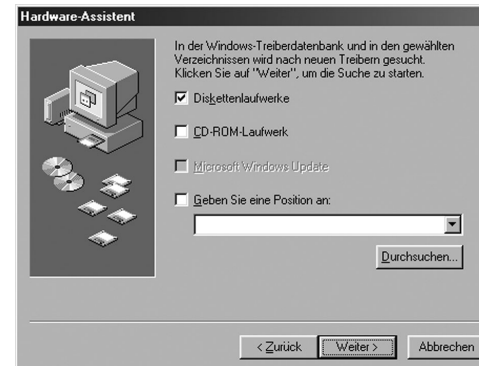 Hardware-Assistent
In der Windows-Treiberdatenbank und in den gewählten
Verzeichnissen wird nach neuen Treibern gesucht.
Klicken Sie auf "Weiter", um die Suche zu starten.
Diskettenlaufwerke
CD-ROM-Laufwerk
Microsoft Windows Update
Geben Sie eine Position an:
Durchsuchen...
< Zurück Weiter > Abbrechen